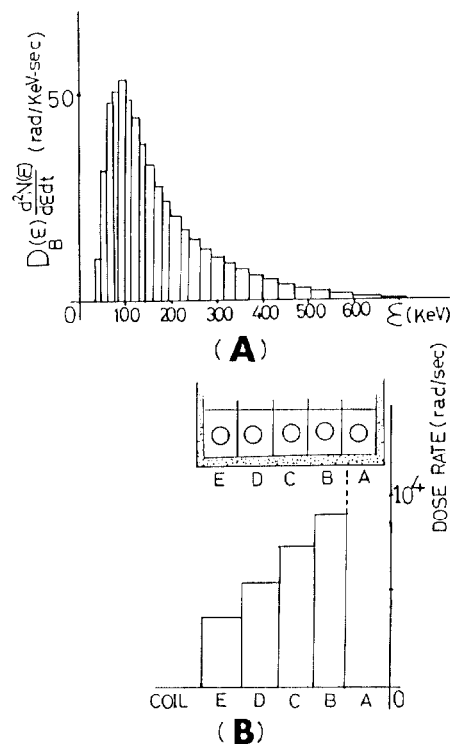 D_B(ε) d²N(ε)/dεdt (rad/KeV-sec)
50
0 100 200 300 400 500 600 ε(KeV)
(A)
E D C B A
DOSE RATE (rad/sec)
10⁴
COIL E D C B A 0
(B)